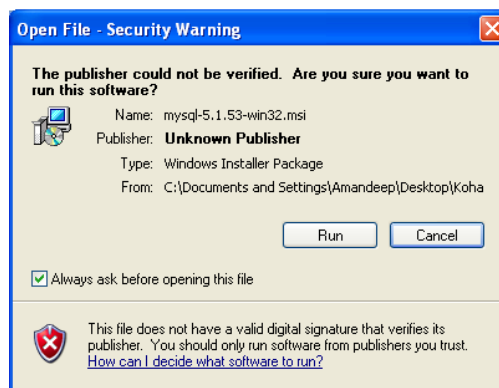 Open File - Security Warning
The publisher could not be verified.  Are you sure you want to
run this software?
Name: mysql-5.1.53-win32.msi
Publisher: Unknown Publisher
Type: Windows Installer Package
From: C:\Documents and Settings\Amandeep\Desktop\Koha
Run
Cancel
Always ask before opening this file
This file does not have a valid digital signature that verifies its
publisher.  You should only run software from publishers you trust.
How can I decide what software to run?